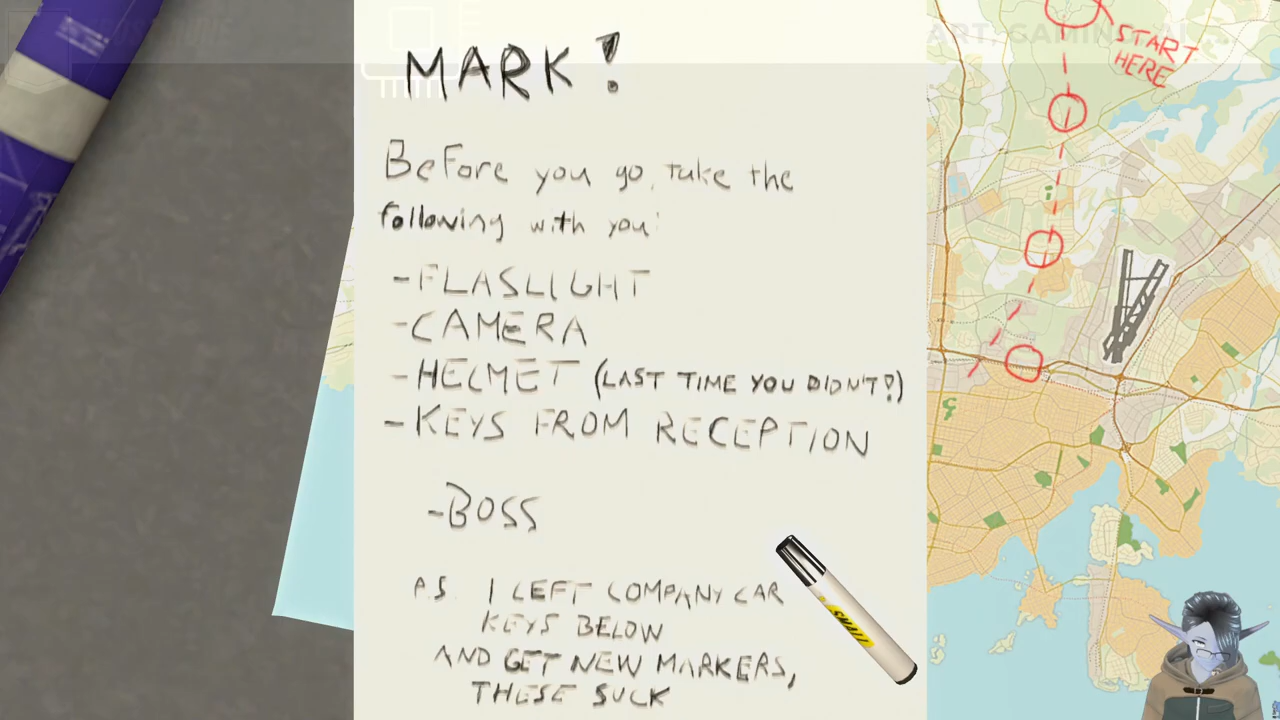 MARK!
Before you go, take the
following with you:
-FLASLIGHT
-CAMERA
-HELMET (LAST TIME YOU DIDN'T!)
-KEYS FROM RECEPTION
-BOSS
P.S. I LEFT COMPANY CAR
KEYS BELOW
AND GET NEW MARKERS,
THESE SUCK
SMALL
START
HERE